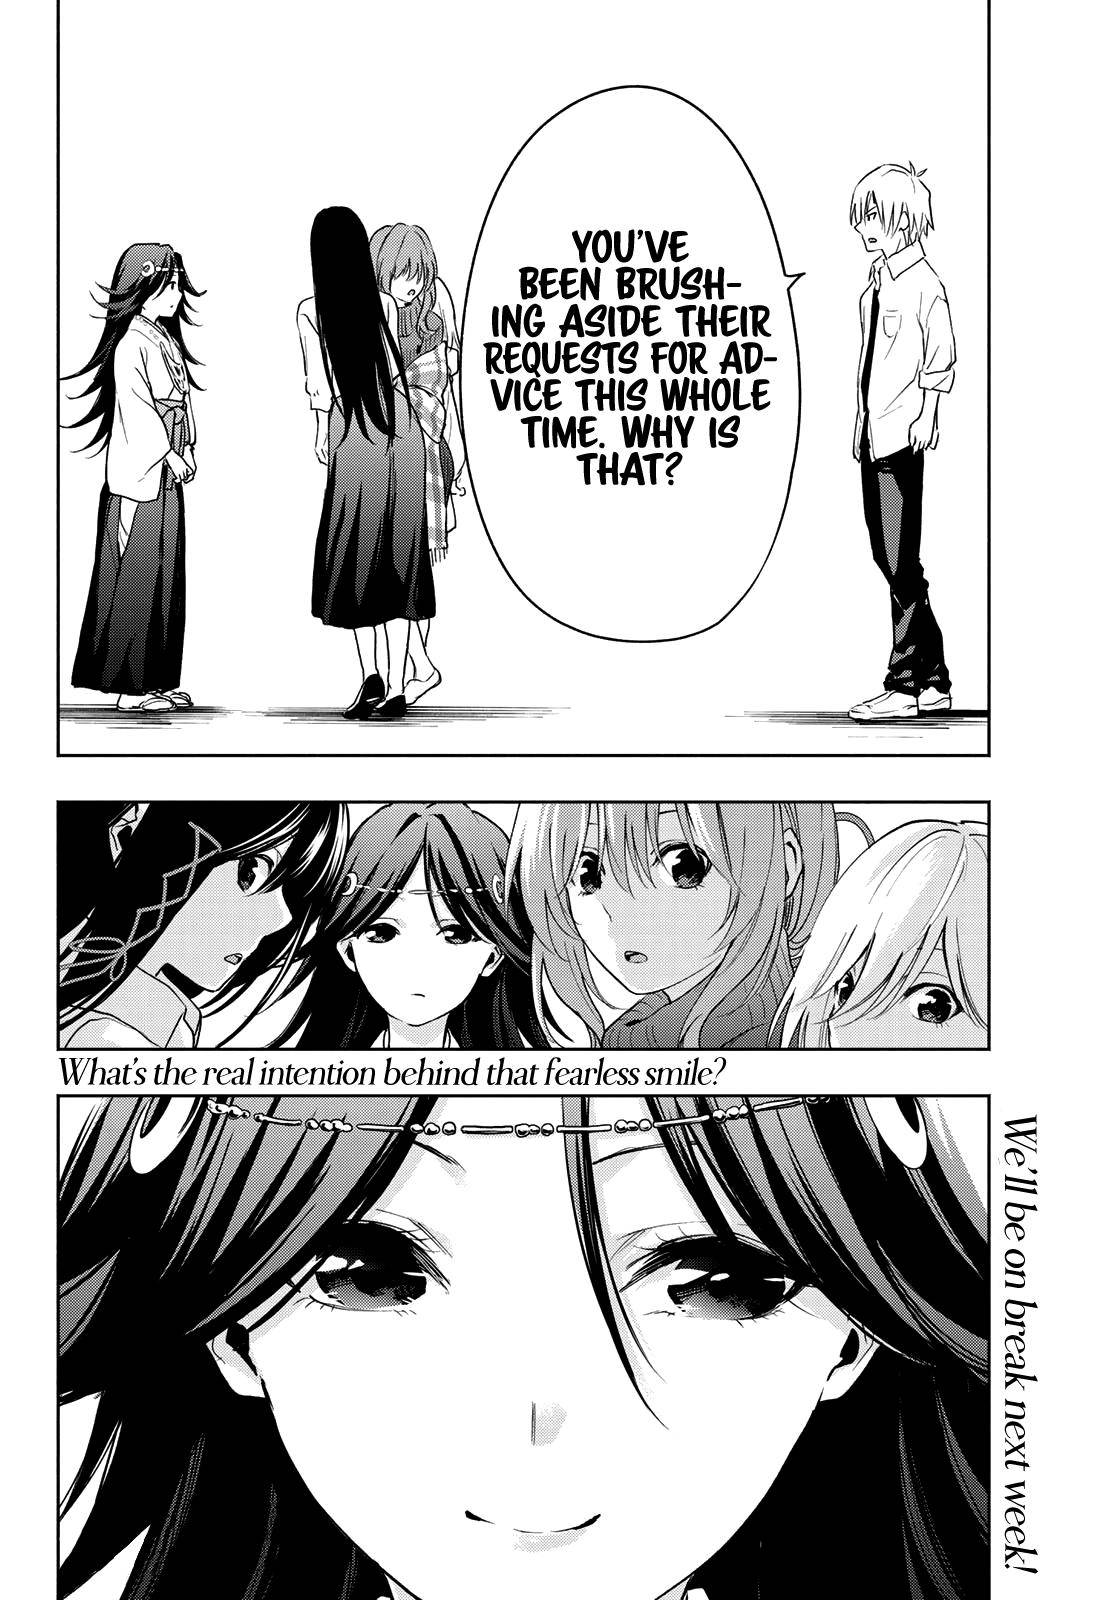 YOU'VE
BEEN BRUSH-
ING ASIDE THEIR
REQUESTS FOR AD-
VICE THIS WHOLE
TIME. WHY IS
THAT?
What's the real intention behind that fearless smile?
We'll be on break next week!